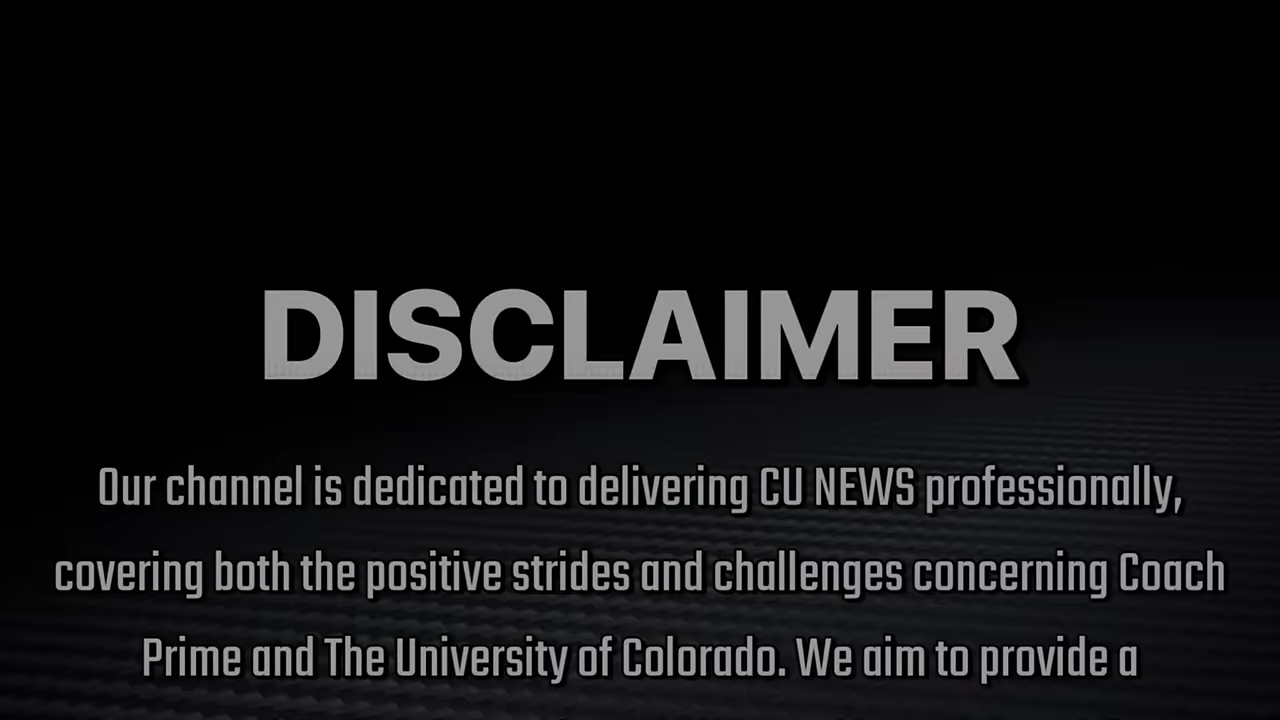 DISCLAIMER
Our channel is dedicated to delivering CU NEWS professionally,
covering both the positive strides and challenges concerning Coach
Prime and The University of Colorado. We aim to provide a